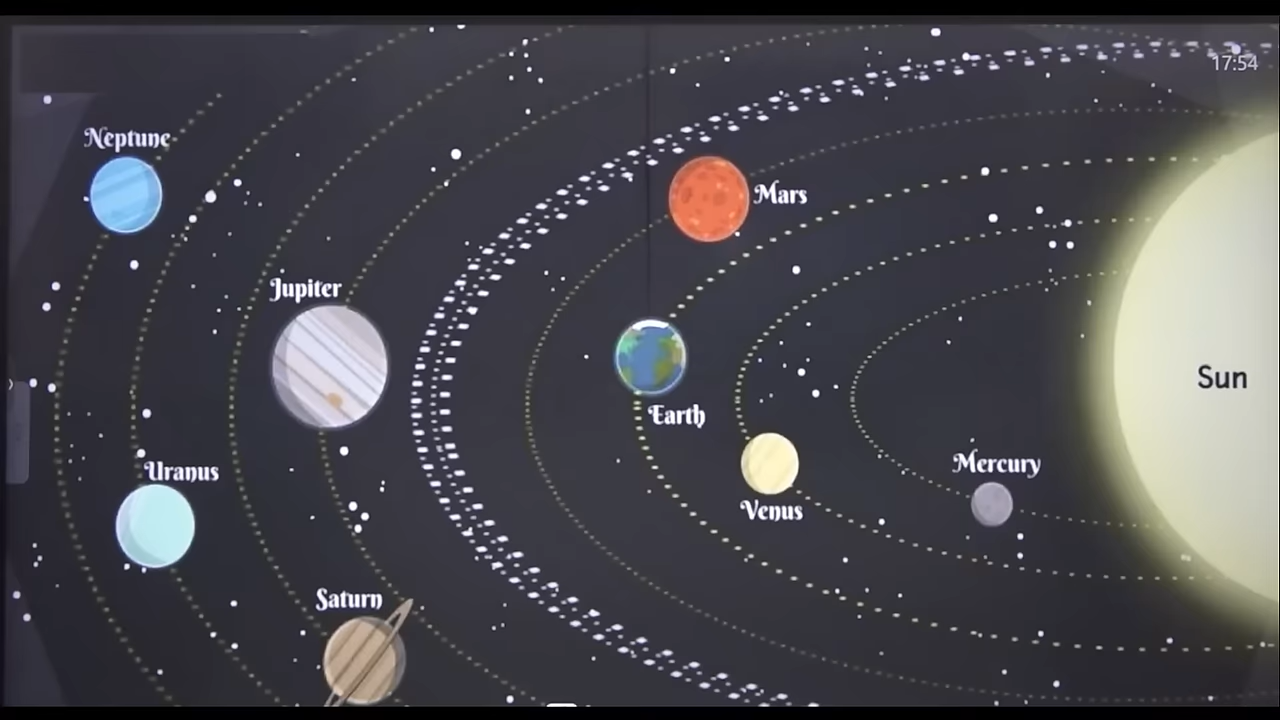 17:54
Neptune
Mars
Jupiter
Sun
Earth
Mercury
Uranus
Venus
Saturn